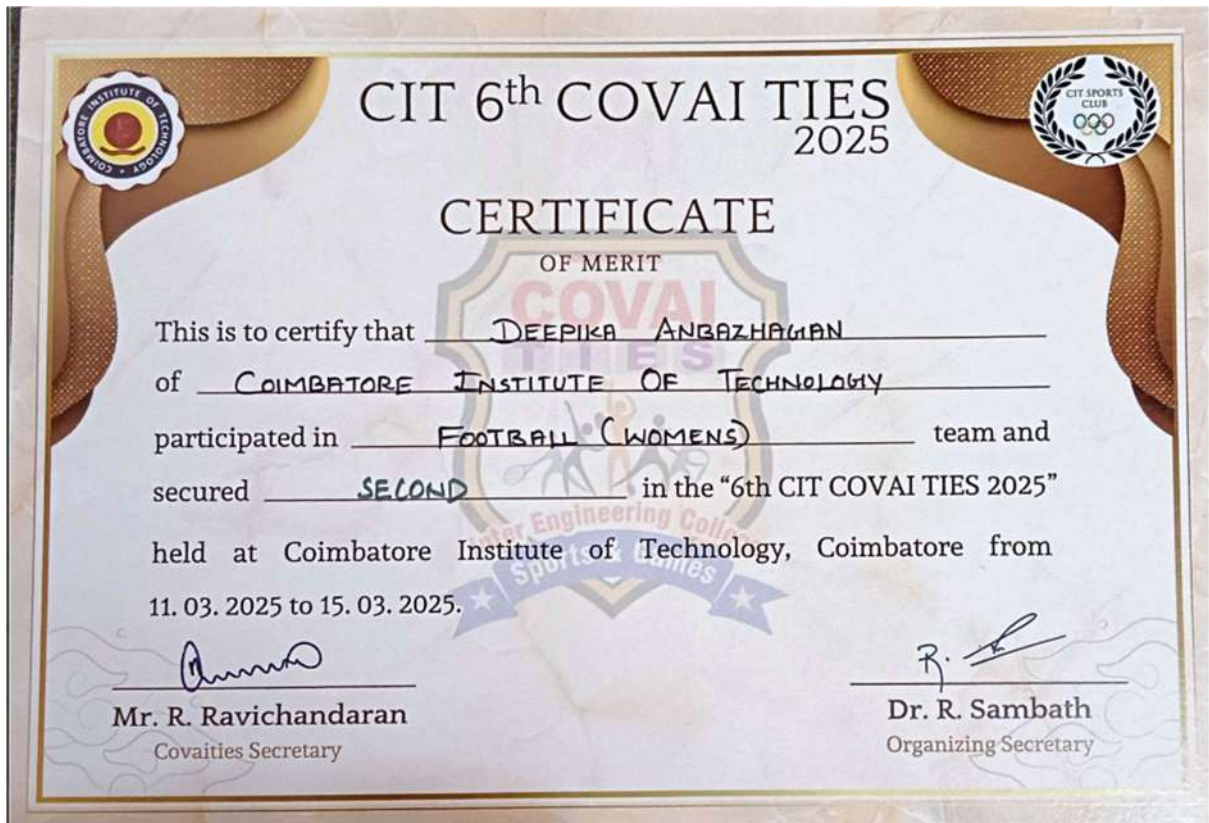 COIMBATORE INSTITUTE OF TECHNOLOGY
CIT SPORTS
CLUB
CIT 6th COVAI TIES
2025
CERTIFICATE
OF MERIT
COVAI
TIES
This is to certify that DEEPIKA ANBAZHAGAN
of COIMBATORE INSTITUTE OF TECHNOLOGY
participated in FOOTBALL (WOMENS) team and
secured SECOND in the “6th CIT COVAI TIES 2025”
Inter Engineering College
Sports & Games
held at Coimbatore Institute of Technology, Coimbatore from
11. 03. 2025 to 15. 03. 2025.
R.
Mr. R. Ravichandaran
Covaities Secretary
Dr. R. Sambath
Organizing Secretary